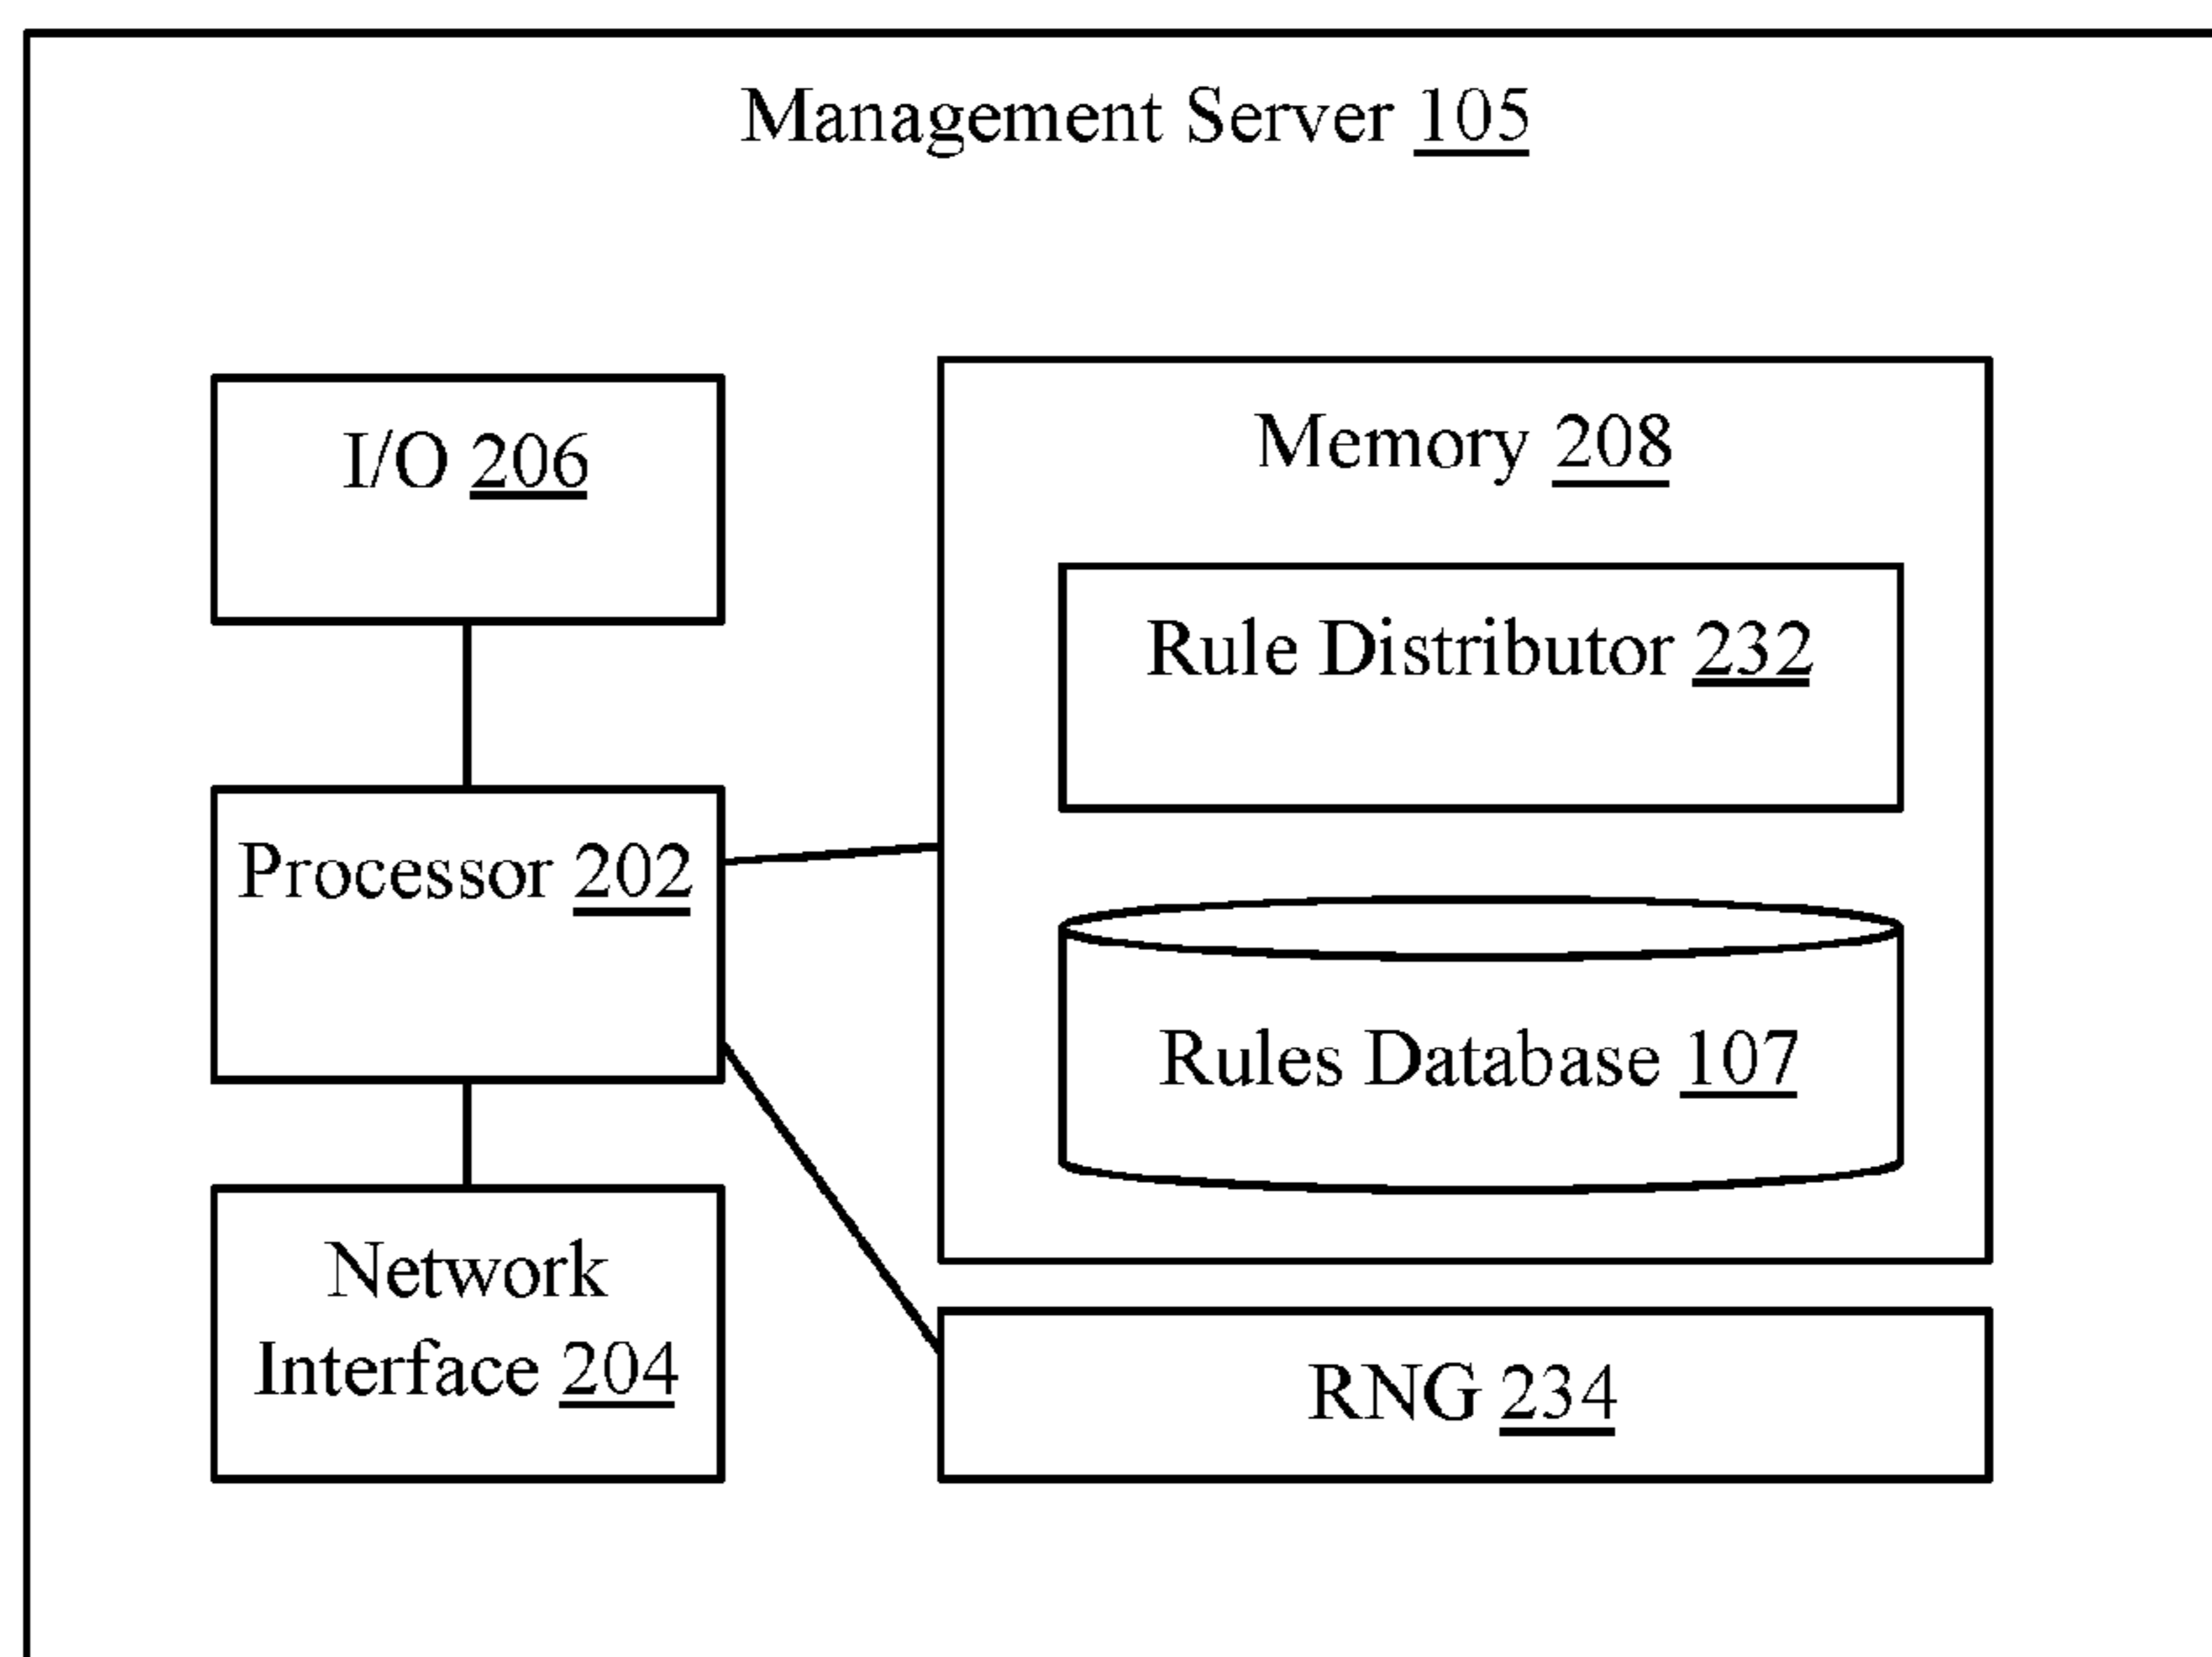 Management Server 105
I/O 206
Memory 208
Rule Distributor 232
Processor 202
Rules Database 107
Network
Interface 204
RNG 234